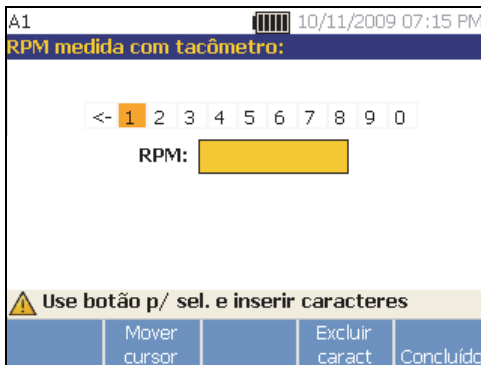 A1 10/11/2009 07:15 PM
RPM medida com tacômetro:
<- 1 2 3 4 5 6 7 8 9 0
RPM:
Use botão p/ sel. e inserir caracteres
Mover cursor Excluir caract Concluído